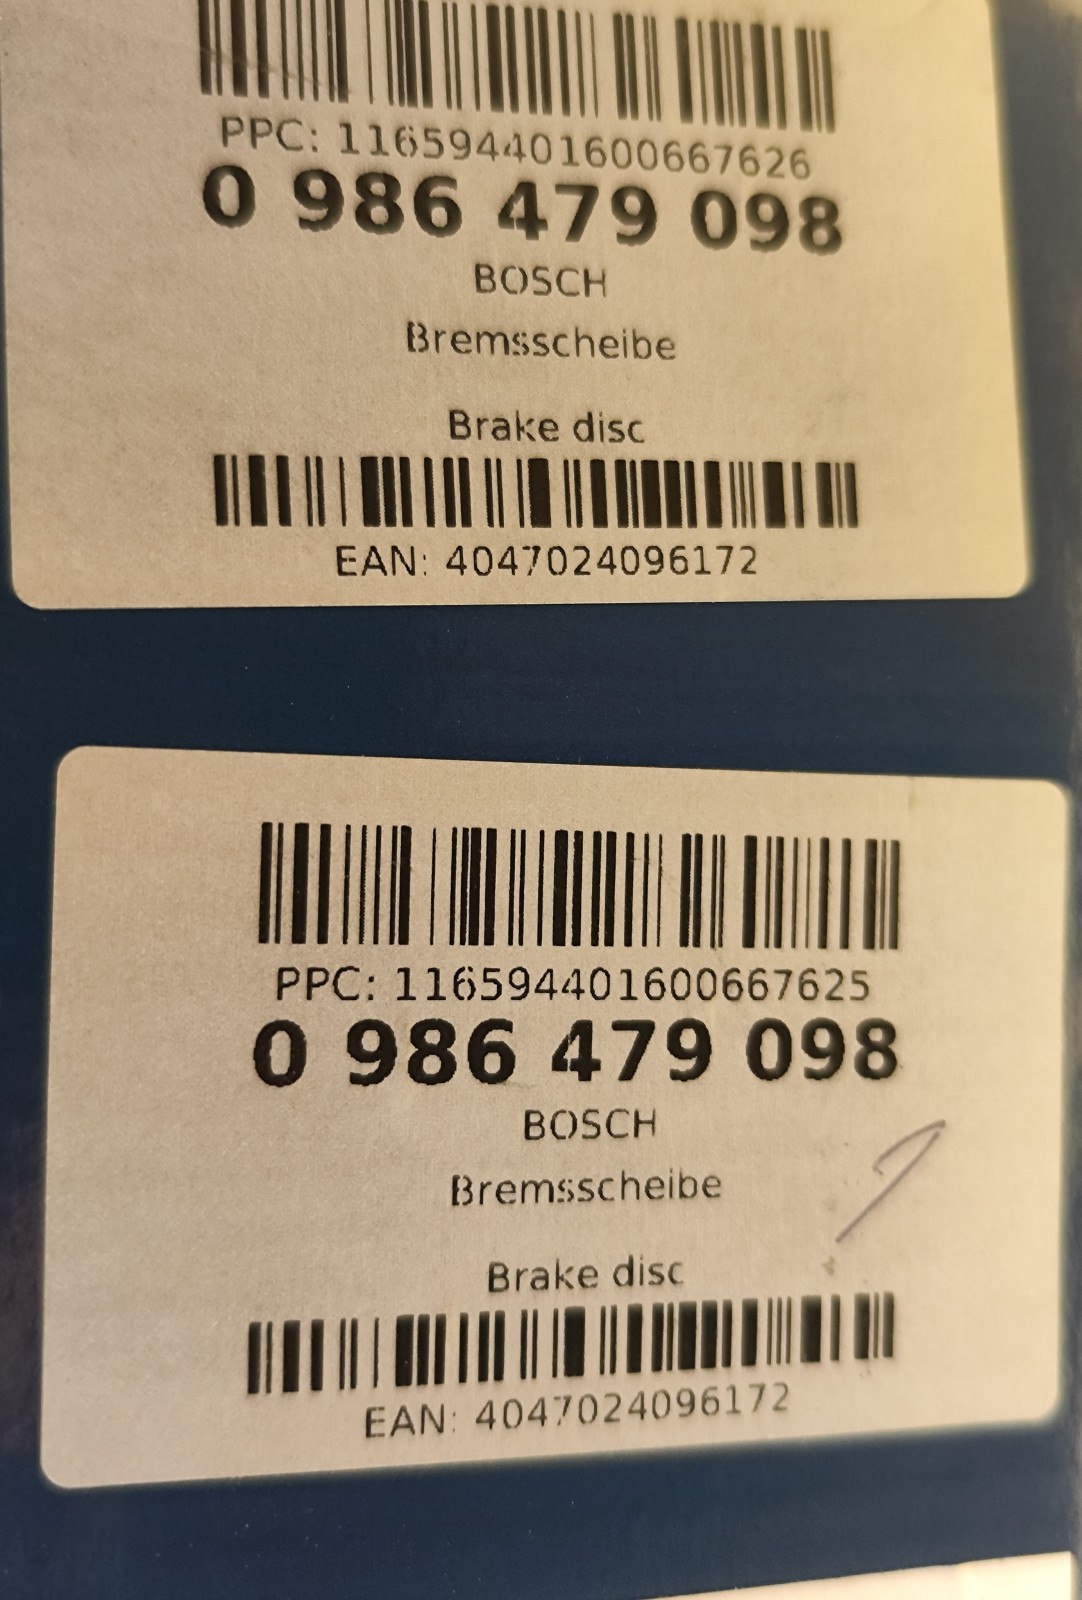 PPC: 116594401600667626
0 986 479 098
BOSCH
Bremsscheibe
Brake disc
EAN: 4047024096172
PPC: 116594401600667625
0 986 479 098
BOSCH
Bremsscheibe
Brake disc
EAN: 4047024096172